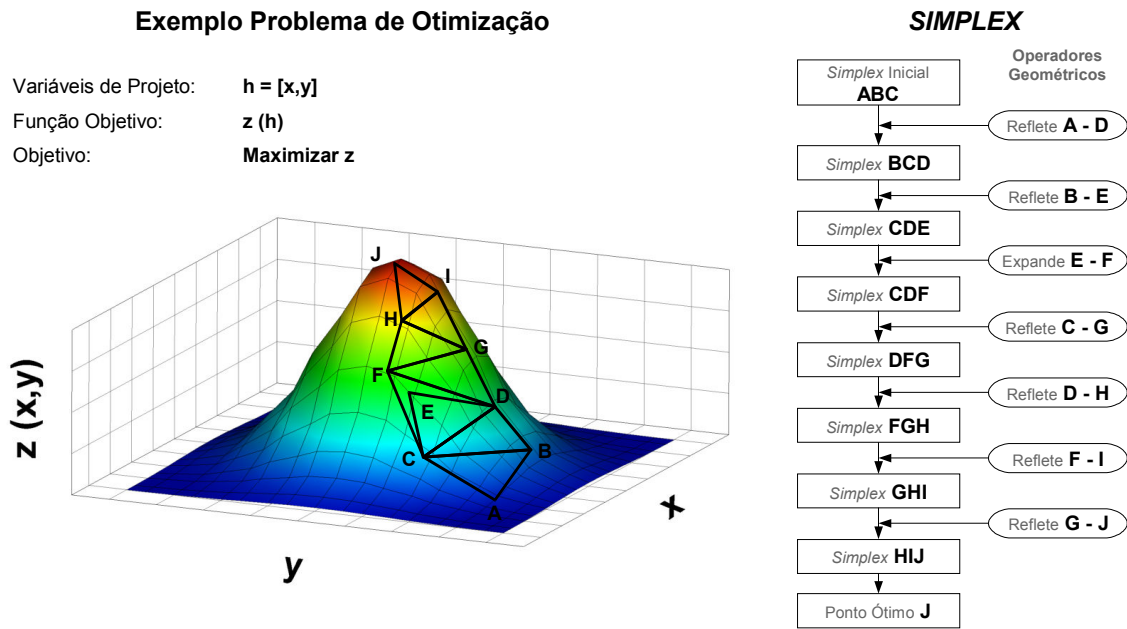 Exemplo Problema de Otimização
Variáveis de Projeto: h = [x,y]
Função Objetivo: z (h)
Objetivo: Maximizar z
J
I
H
G
F
D
E
C
B
A
z (x,y)
y
x
SIMPLEX
Operadores
Geométricos
Simplex Inicial
ABC
Reflete A - D
Simplex BCD
Reflete B - E
Simplex CDE
Expande E - F
Simplex CDF
Reflete C - G
Simplex DFG
Reflete D - H
Simplex FGH
Reflete F - I
Simplex GHI
Reflete G - J
Simplex HIJ
Ponto Ótimo J